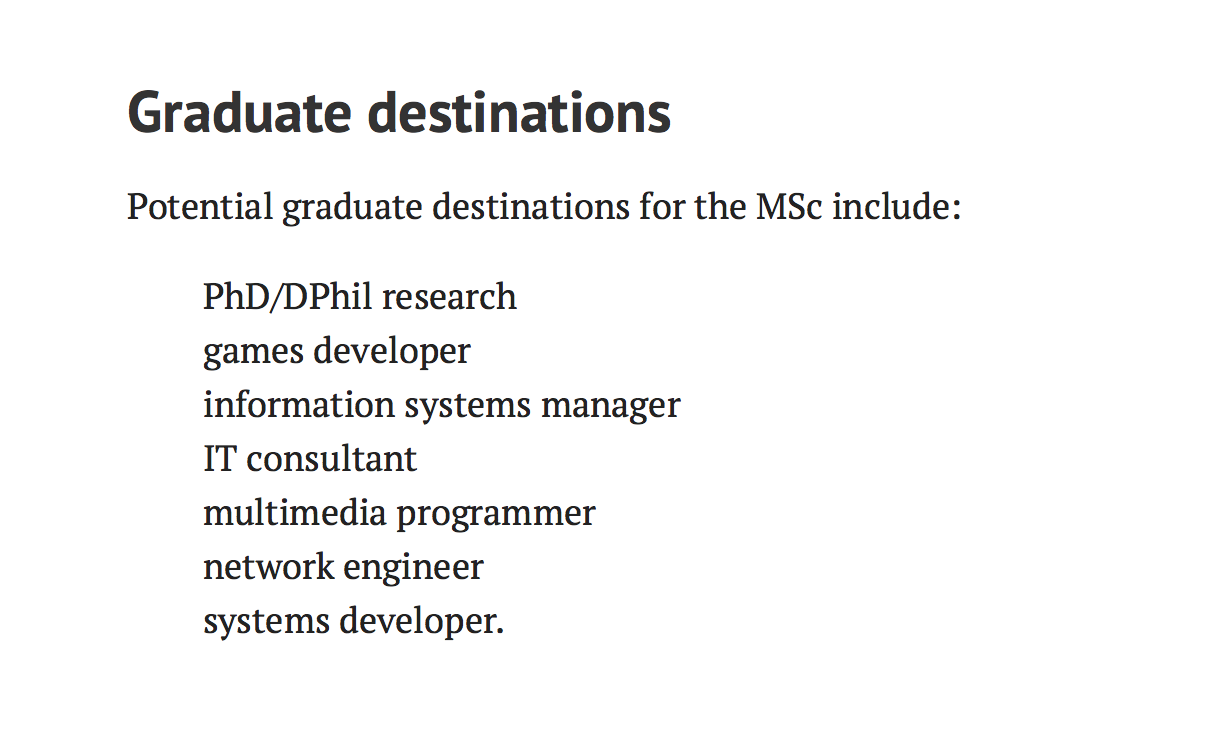 Graduate destinations
Potential graduate destinations for the MSc include:
PhD/DPhil research
games developer
information systems manager
IT consultant
multimedia programmer
network engineer
systems developer.